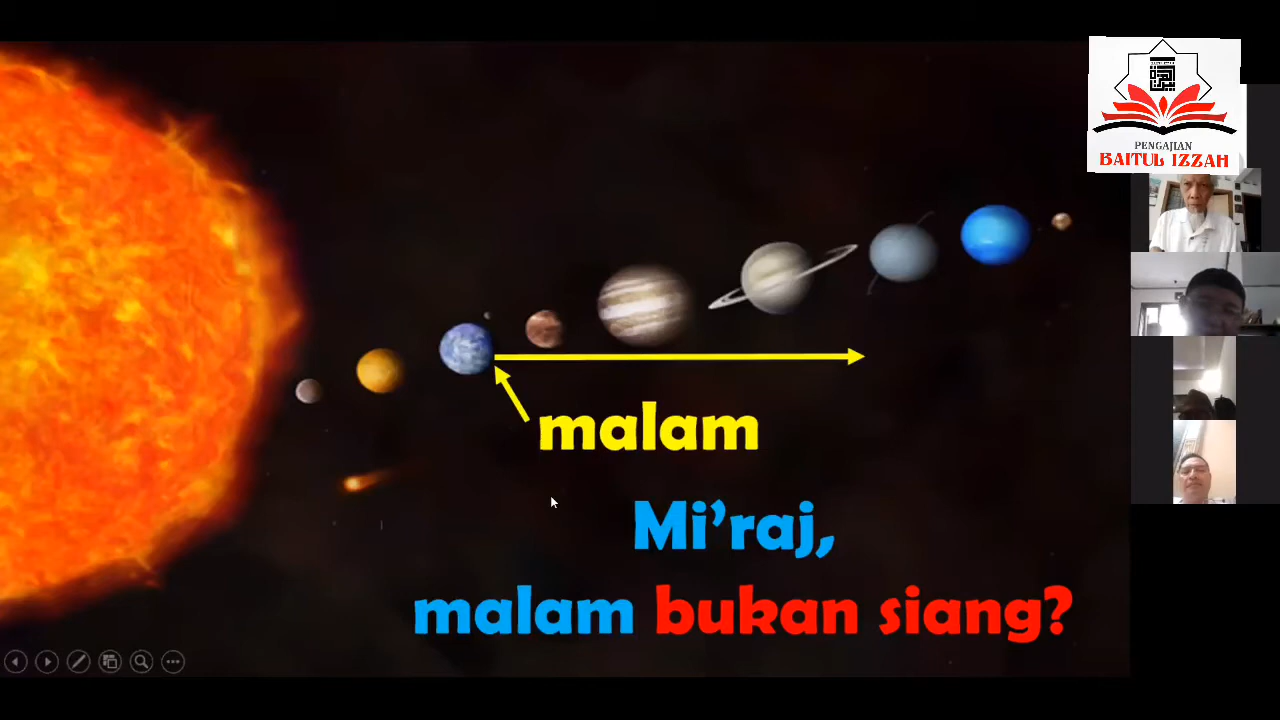 PENGAJIAN
BAITUL IZZAH
malam
Mi’raj,
malam bukan siang?